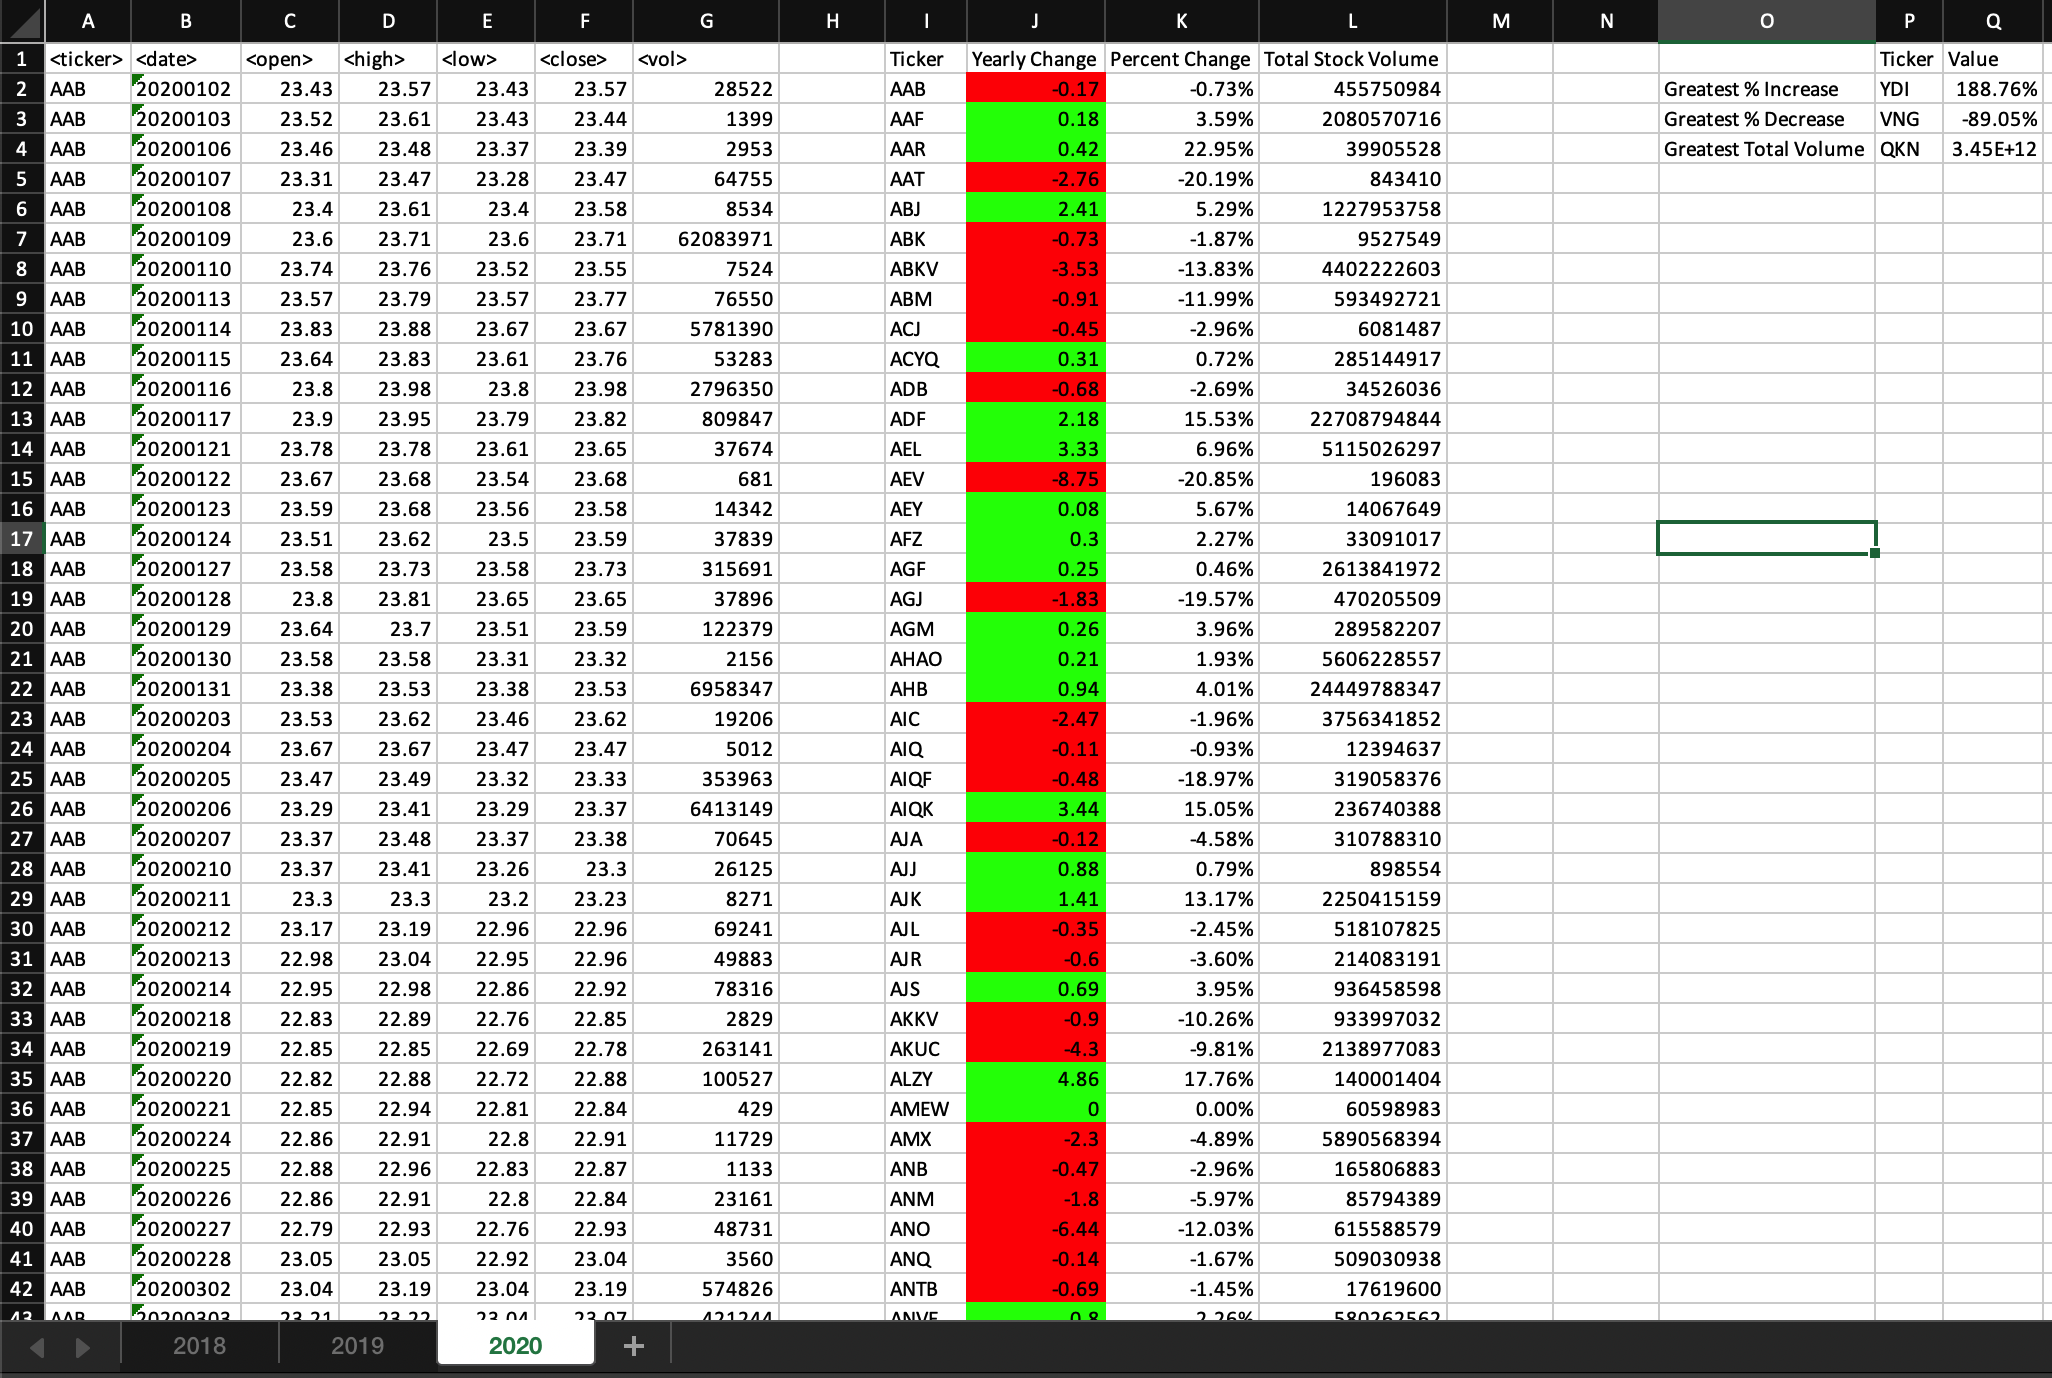 A B C D E F G H I J K L M N O P Q
1 <ticker> <date> <open> <high> <low> <close> <vol> Ticker Yearly Change Percent Change Total Stock Volume Ticker Value
2 AAB 20200102 23.43 23.57 23.43 23.57 28522 AAB -0.17 -0.73% 455750984 Greatest % Increase YDI 188.76%
3 AAB 20200103 23.52 23.61 23.43 23.44 1399 AAF 0.18 3.59% 2080570716 Greatest % Decrease VNG -89.05%
4 AAB 20200106 23.46 23.48 23.37 23.39 2953 AAR 0.42 22.95% 39905528 Greatest Total Volume QKN 3.45E+12
5 AAB 20200107 23.31 23.47 23.28 23.47 64755 AAT -2.76 -20.19% 843410
6 AAB 20200108 23.4 23.61 23.4 23.58 8534 ABJ 2.41 5.29% 1227953758
7 AAB 20200109 23.6 23.71 23.6 23.71 62083971 ABK -0.73 -1.87% 9527549
8 AAB 20200110 23.74 23.76 23.52 23.55 7524 ABKV -3.53 -13.83% 4402222603
9 AAB 20200113 23.57 23.79 23.57 23.77 76550 ABM -0.91 -11.99% 593492721
10 AAB 20200114 23.83 23.88 23.67 23.67 5781390 ACJ -0.45 -2.96% 6081487
11 AAB 20200115 23.64 23.83 23.61 23.76 53283 ACYQ 0.31 0.72% 285144917
12 AAB 20200116 23.8 23.98 23.8 23.98 2796350 ADB -0.68 -2.69% 34526036
13 AAB 20200117 23.9 23.95 23.79 23.82 809847 ADF 2.18 15.53% 22708794844
14 AAB 20200121 23.78 23.78 23.61 23.65 37674 AEL 3.33 6.96% 5115026297
15 AAB 20200122 23.67 23.68 23.54 23.68 681 AEV -8.75 -20.85% 196083
16 AAB 20200123 23.59 23.68 23.56 23.58 14342 AEY 0.08 5.67% 14067649
17 AAB 20200124 23.51 23.62 23.5 23.59 37839 AFZ 0.3 2.27% 33091017
18 AAB 20200127 23.58 23.73 23.58 23.73 315691 AGF 0.25 0.46% 2613841972
19 AAB 20200128 23.8 23.81 23.65 23.65 37896 AGJ -1.83 -19.57% 470205509
20 AAB 20200129 23.64 23.7 23.51 23.59 122379 AGM 0.26 3.96% 289582207
21 AAB 20200130 23.58 23.58 23.31 23.32 2156 AHAO 0.21 1.93% 5606228557
22 AAB 20200131 23.38 23.53 23.38 23.53 6958347 AHB 0.94 4.01% 24449788347
23 AAB 20200203 23.53 23.62 23.46 23.62 19206 AIC -2.47 -1.96% 3756341852
24 AAB 20200204 23.67 23.67 23.47 23.47 5012 AIQ -0.11 -0.93% 12394637
25 AAB 20200205 23.47 23.49 23.32 23.33 353963 AIQF -0.48 -18.97% 319058376
26 AAB 20200206 23.29 23.41 23.29 23.37 6413149 AIQK 3.44 15.05% 236740388
27 AAB 20200207 23.37 23.48 23.37 23.38 70645 AJA -0.12 -4.58% 310788310
28 AAB 20200210 23.37 23.41 23.26 23.3 26125 AJJ 0.88 0.79% 898554
29 AAB 20200211 23.3 23.3 23.2 23.23 8271 AJK 1.41 13.17% 2250415159
30 AAB 20200212 23.17 23.19 22.96 22.96 69241 AJL -0.35 -2.45% 518107825
31 AAB 20200213 22.98 23.04 22.95 22.96 49883 AJR -0.6 -3.60% 214083191
32 AAB 20200214 22.95 22.98 22.86 22.92 78316 AJS 0.69 3.95% 936458598
33 AAB 20200218 22.83 22.89 22.76 22.85 2829 AKKV -0.9 -10.26% 933997032
34 AAB 20200219 22.85 22.85 22.69 22.78 263141 AKUC -4.3 -9.81% 2138977083
35 AAB 20200220 22.82 22.88 22.72 22.88 100527 ALZY 4.86 17.76% 140001404
36 AAB 20200221 22.85 22.94 22.81 22.84 429 AMEW 0 0.00% 60598983
37 AAB 20200224 22.86 22.91 22.8 22.91 11729 AMX -2.3 -4.89% 5890568394
38 AAB 20200225 22.88 22.96 22.83 22.87 1133 ANB -0.47 -2.96% 165806883
39 AAB 20200226 22.86 22.91 22.8 22.84 23161 ANM -1.8 -5.97% 85794389
40 AAB 20200227 22.79 22.93 22.76 22.93 48731 ANO -6.44 -12.03% 615588579
41 AAB 20200228 23.05 23.05 22.92 23.04 3560 ANQ -0.14 -1.67% 509030938
42 AAB 20200302 23.04 23.19 23.04 23.19 574826 ANTB -0.69 -1.45% 17619600
43 AAB 20200303 23.21 23.04 23.07
2018 2019 2020 +